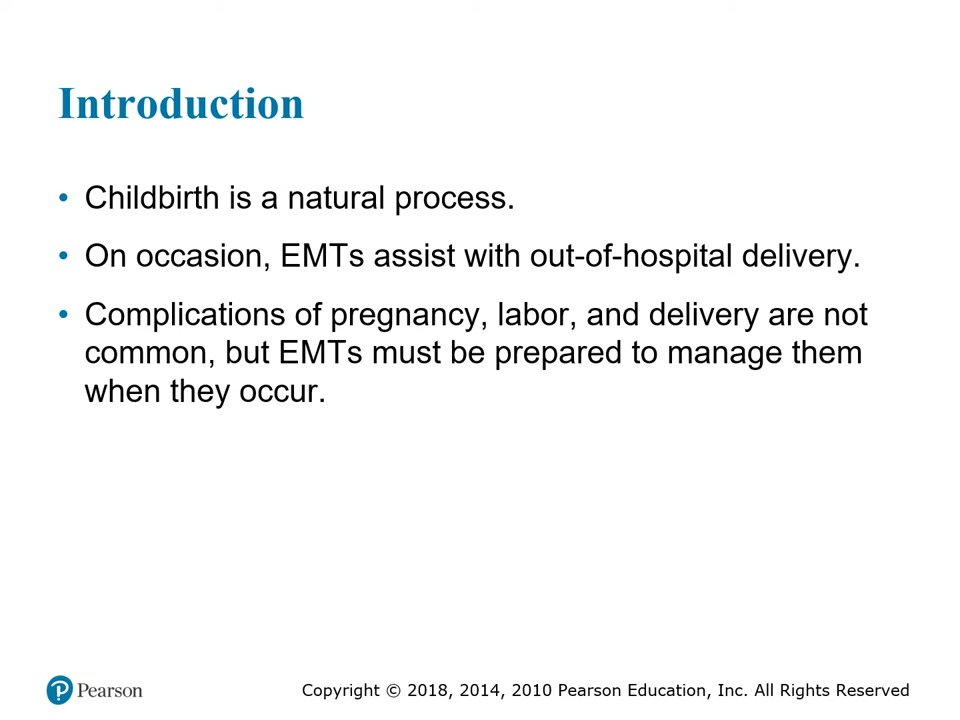 Introduction
• Childbirth is a natural process.
• On occasion, EMTs assist with out-of-hospital delivery.
• Complications of pregnancy, labor, and delivery are not
common, but EMTs must be prepared to manage them
when they occur.
Pearson
Copyright © 2018, 2014, 2010 Pearson Education, Inc. All Rights Reserved